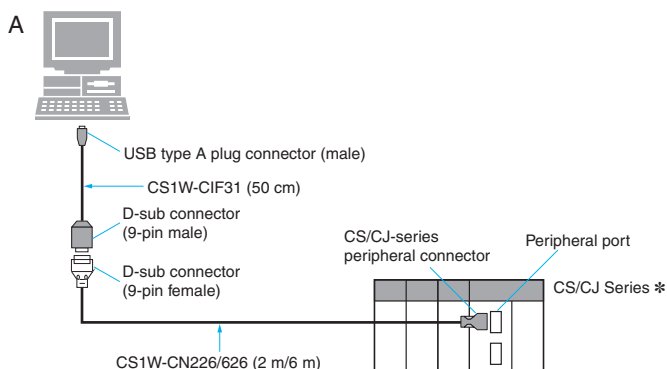 A
USB type A plug connector (male)
CS1W-CIF31 (50 cm)
D-sub connector
(9-pin male)
D-sub connector
(9-pin female)
CS/CJ-series
peripheral connector
Peripheral port
CS/CJ Series *
CS1W-CN226/626 (2 m/6 m)